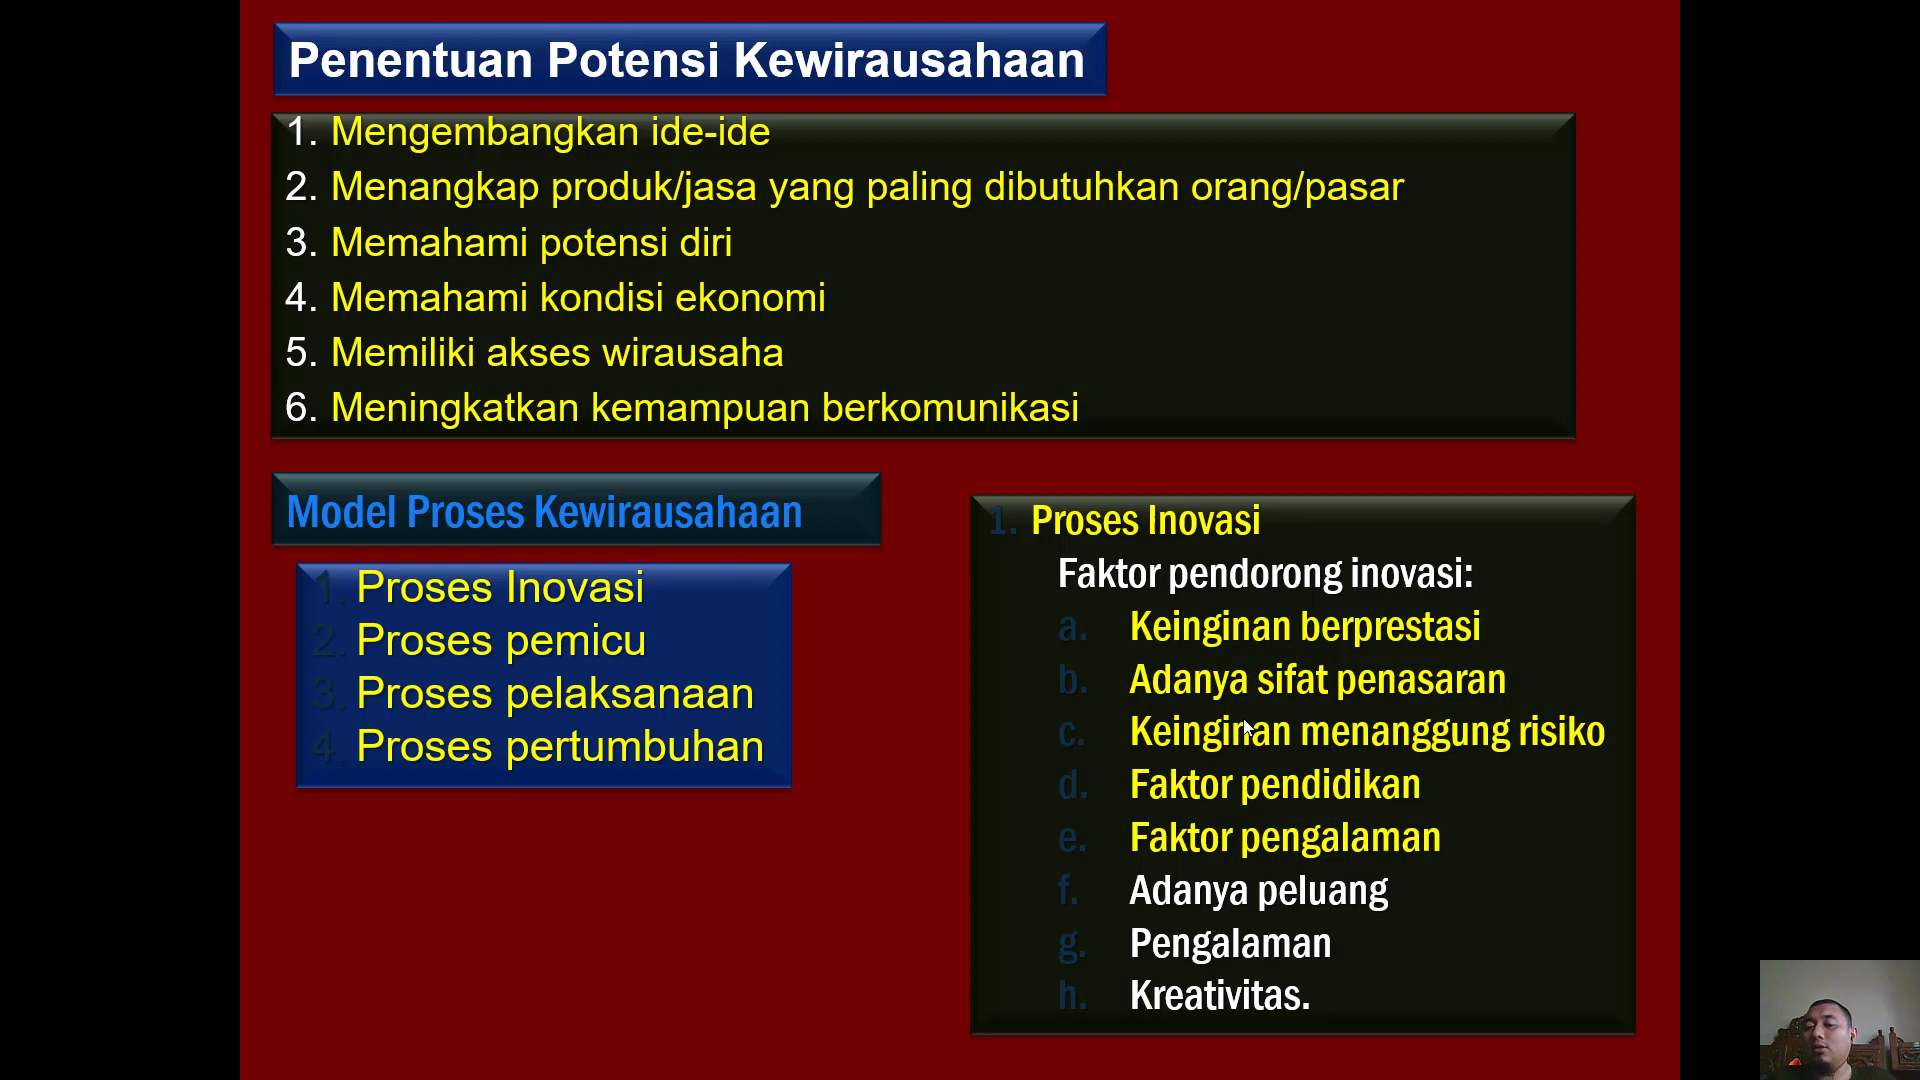 Penentuan Potensi Kewirausahaan
1. Mengembangkan ide-ide
2. Menangkap produk/jasa yang paling dibutuhkan orang/pasar
3. Memahami potensi diri
4. Memahami kondisi ekonomi
5. Memiliki akses wirausaha
6. Meningkatkan kemampuan berkomunikasi
Model Proses Kewirausahaan
1. Proses Inovasi
2. Proses pemicu
3. Proses pelaksanaan
4. Proses pertumbuhan
1. Proses Inovasi
Faktor pendorong inovasi:
a. Keinginan berprestasi
b. Adanya sifat penasaran
c. Keinginan menanggung risiko
d. Faktor pendidikan
e. Faktor pengalaman
f. Adanya peluang
g. Pengalaman
h. Kreativitas.